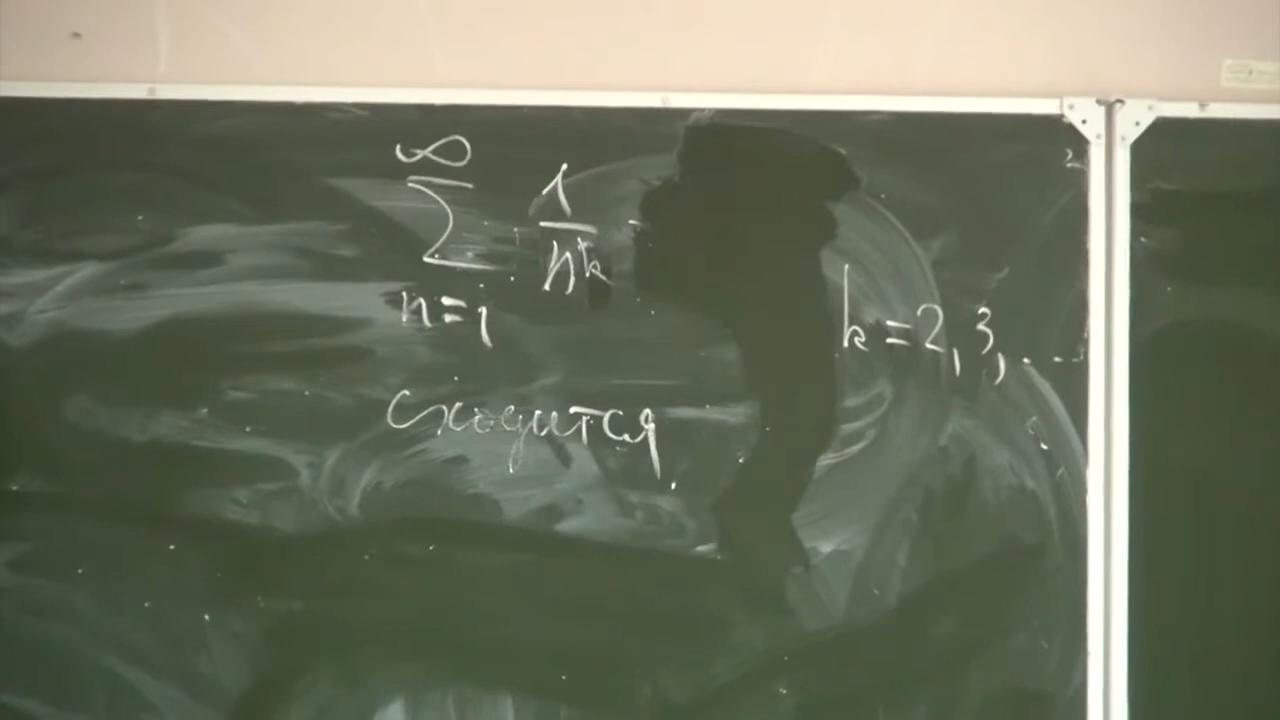 ∞
∑ 1/n^k
n=1
k=2,3,...
сходится